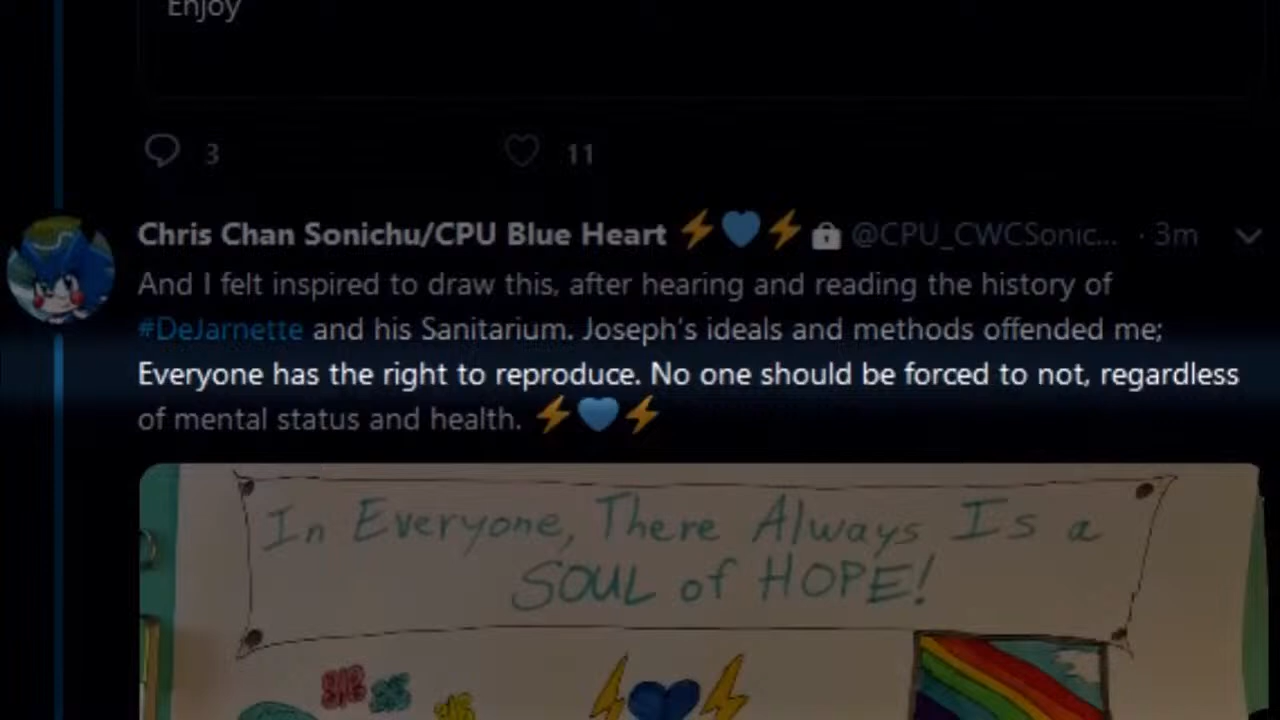 Enjoy
3 11
Chris Chan Sonichu/CPU Blue Heart ⚡💙⚡🔒 @CPU_CWCSonic... · 3m
And I felt inspired to draw this, after hearing and reading the history of
#DeJarnette and his Sanitarium. Joseph's ideals and methods offended me;
Everyone has the right to reproduce. No one should be forced to not, regardless
of mental status and health. ⚡💙⚡
In Everyone, There Always Is a
SOUL of HOPE!